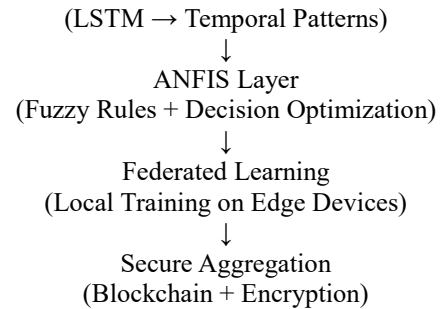 (LSTM → Temporal Patterns)
↓
ANFIS Layer
(Fuzzy Rules + Decision Optimization)
↓
Federated Learning
(Local Training on Edge Devices)
↓
Secure Aggregation
(Blockchain + Encryption)